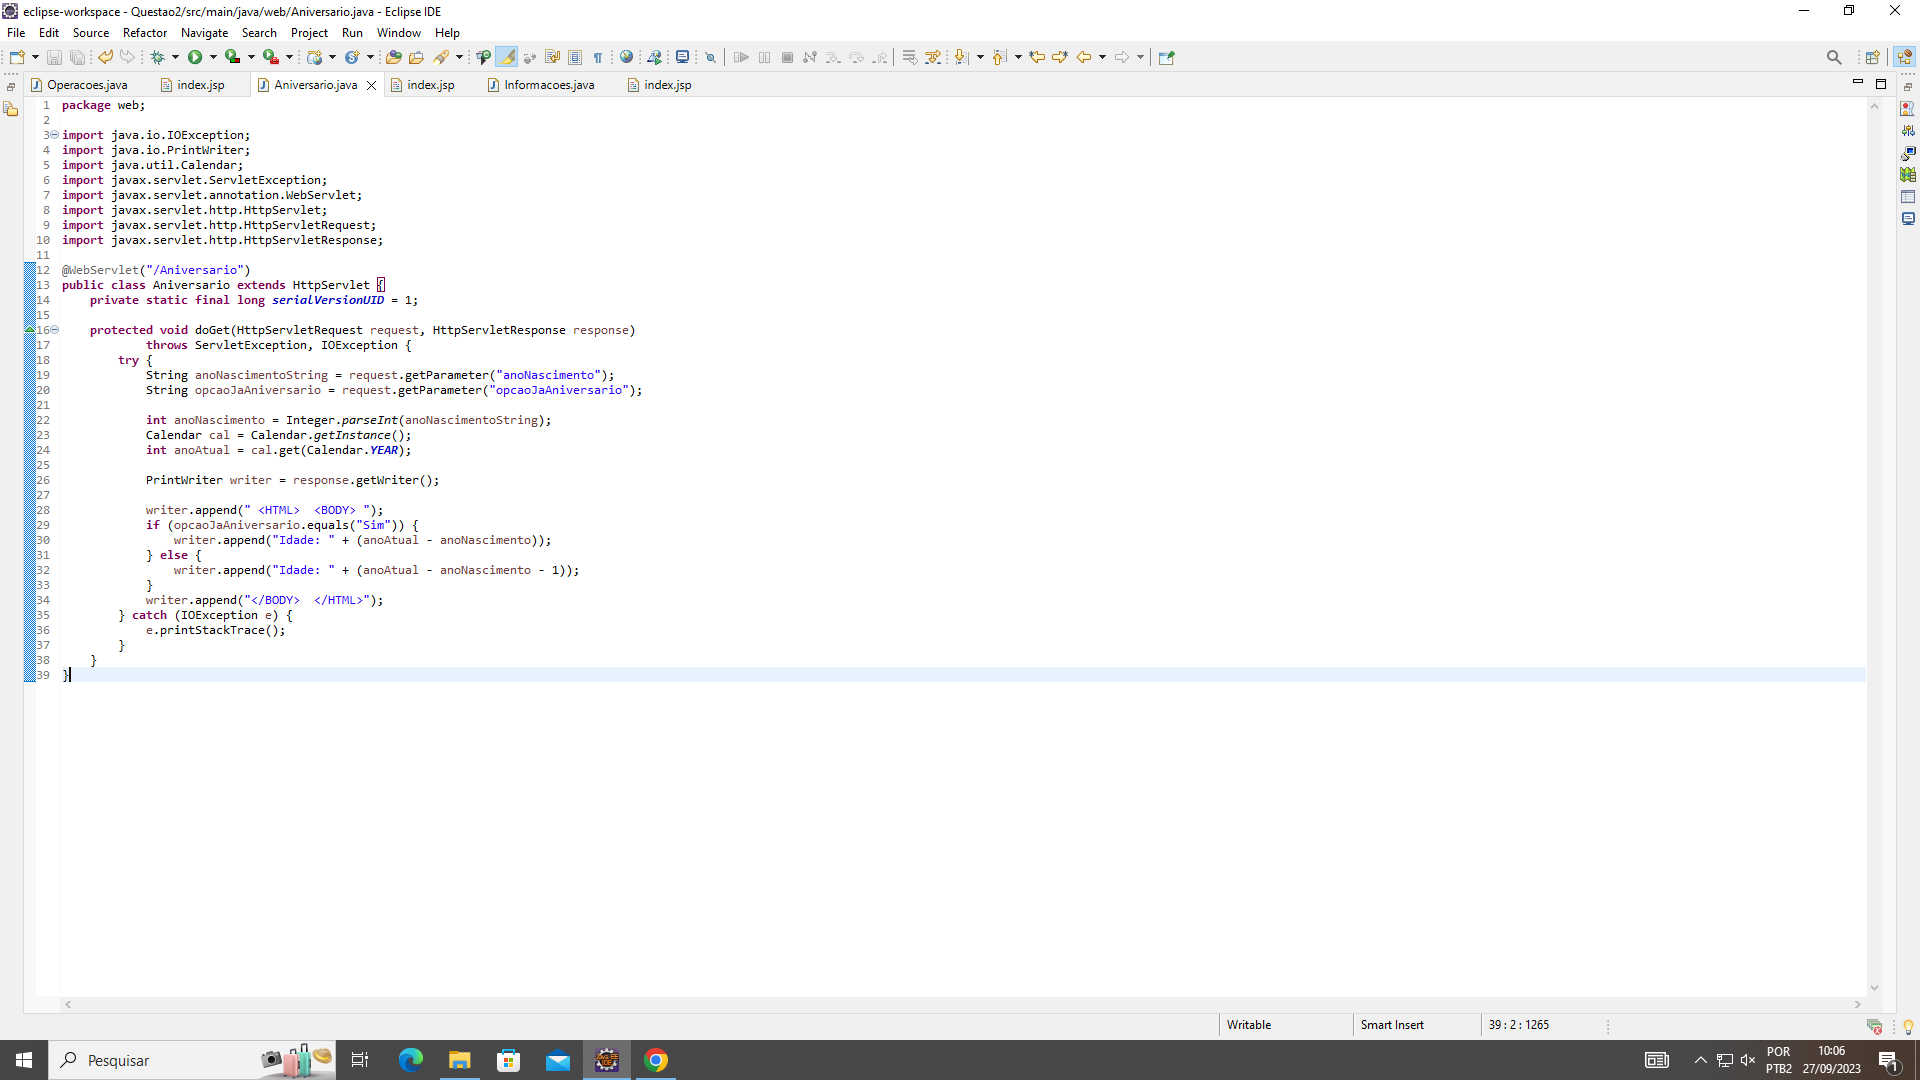 eclipse-workspace - Questao2/src/main/java/web/Aniversario.java - Eclipse IDE
File Edit Source Refactor Navigate Search Project Run Window Help
Operacoes.java index.jsp Aniversario.java index.jsp Informacoes.java index.jsp
1 package web;
2
3 import java.io.IOException;
4 import java.io.PrintWriter;
5 import java.util.Calendar;
6 import javax.servlet.ServletException;
7 import javax.servlet.annotation.WebServlet;
8 import javax.servlet.http.HttpServlet;
9 import javax.servlet.http.HttpServletRequest;
10 import javax.servlet.http.HttpServletResponse;
11
12 @WebServlet("/Aniversario")
13 public class Aniversario extends HttpServlet {
14 private static final long serialVersionUID = 1;
15
16 protected void doGet(HttpServletRequest request, HttpServletResponse response)
17 throws ServletException, IOException {
18 try {
19 String anoNascimentoString = request.getParameter("anoNascimento");
20 String opcaoJaAniversario = request.getParameter("opcaoJaAniversario");
21
22 int anoNascimento = Integer.parseInt(anoNascimentoString);
23 Calendar cal = Calendar.getInstance();
24 int anoAtual = cal.get(Calendar.YEAR);
25
26 PrintWriter writer = response.getWriter();
27
28 writer.append(" <HTML>  <BODY> ");
29 if (opcaoJaAniversario.equals("Sim")) {
30 writer.append("Idade: " + (anoAtual - anoNascimento));
31 } else {
32 writer.append("Idade: " + (anoAtual - anoNascimento - 1));
33 }
34 writer.append("</BODY>  </HTML>");
35 } catch (IOException e) {
36 e.printStackTrace();
37 }
38 }
39 }
Writable Smart Insert 39 : 2 : 1265
Pesquisar
POR 10:06
PTB2 27/09/2023 1